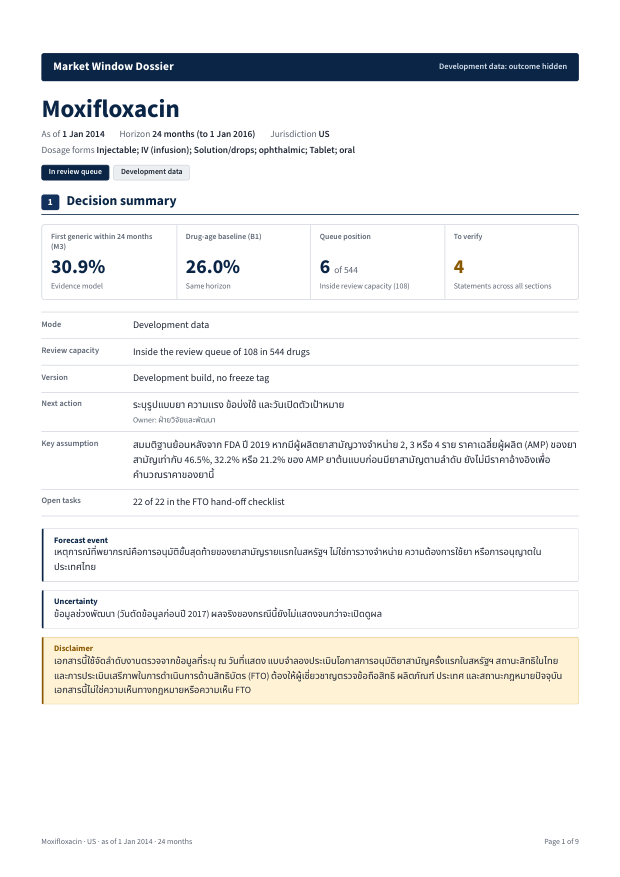 Market Window Dossier
Development data: outcome hidden
Moxifloxacin
As of 1 Jan 2014 Horizon 24 months (to 1 Jan 2016) Jurisdiction US
Dosage forms Injectable; IV (infusion); Solution/drops; ophthalmic; Tablet; oral
In review queue Development data
1 Decision summary
First generic within 24 months (M3)
30.9%
Evidence model
Drug-age baseline (B1)
26.0%
Same horizon
Queue position
6 of 544
Inside review capacity (108)
To verify
4
Statements across all sections
Mode Development data
Review capacity Inside the review queue of 108 in 544 drugs
Version Development build, no freeze tag
Next action ระบุรูปแบบยา ความแรง ข้อบ่งใช้ และวันเปิดตัวเป้าหมาย
Owner: ฝ่ายวิจัยและพัฒนา
Key assumption สมมติฐานย้อนหลังจาก FDA ปี 2019 หากมีผู้ผลิตยาสามัญวางจำหน่าย 2, 3 หรือ 4 ราย ราคาเฉลี่ยผู้ผลิต (AMP) ของยา
สามัญเท่ากับ 46.5%, 32.2% หรือ 21.2% ของ AMP ยาต้นแบบก่อนมียาสามัญตามลำดับ ยังไม่มีราคาอ้างอิงเพื่อ
คำนวณราคาของยานี้
Open tasks 22 of 22 in the FTO hand-off checklist
Forecast event
เหตุการณ์ที่พยากรณ์คือการอนุมัติขั้นสุดท้ายของยาสามัญรายแรกในสหรัฐฯ ไม่ใช่การวางจำหน่าย ความต้องการใช้ยา หรือการอนุญาตใน
ประเทศไทย
Uncertainty
ข้อมูลช่วงพัฒนา (วันตัดข้อมูลก่อนปี 2017) ผลจริงของกรณีนี้ยังไม่แสดงจนกว่าจะเปิดดูผล
Disclaimer
เอกสารนี้ใช้จัดลำดับงานตรวจจากข้อมูลที่ระบุ ณ วันที่แสดง แบบจำลองประเมินโอกาสการอนุมัติยาสามัญครั้งแรกในสหรัฐฯ สถานะสิทธิในไทย
และการประเมินเสรีภาพในการดำเนินการด้านสิทธิบัตร (FTO) ต้องให้ผู้เชี่ยวชาญตรวจข้อถือสิทธิ ผลิตภัณฑ์ ประเทศ และสถานะกฎหมายปัจจุบัน
เอกสารนี้ไม่ใช่ความเห็นทางกฎหมายหรือความเห็น FTO
Moxifloxacin · US · as of 1 Jan 2014 · 24 months
Page 1 of 9